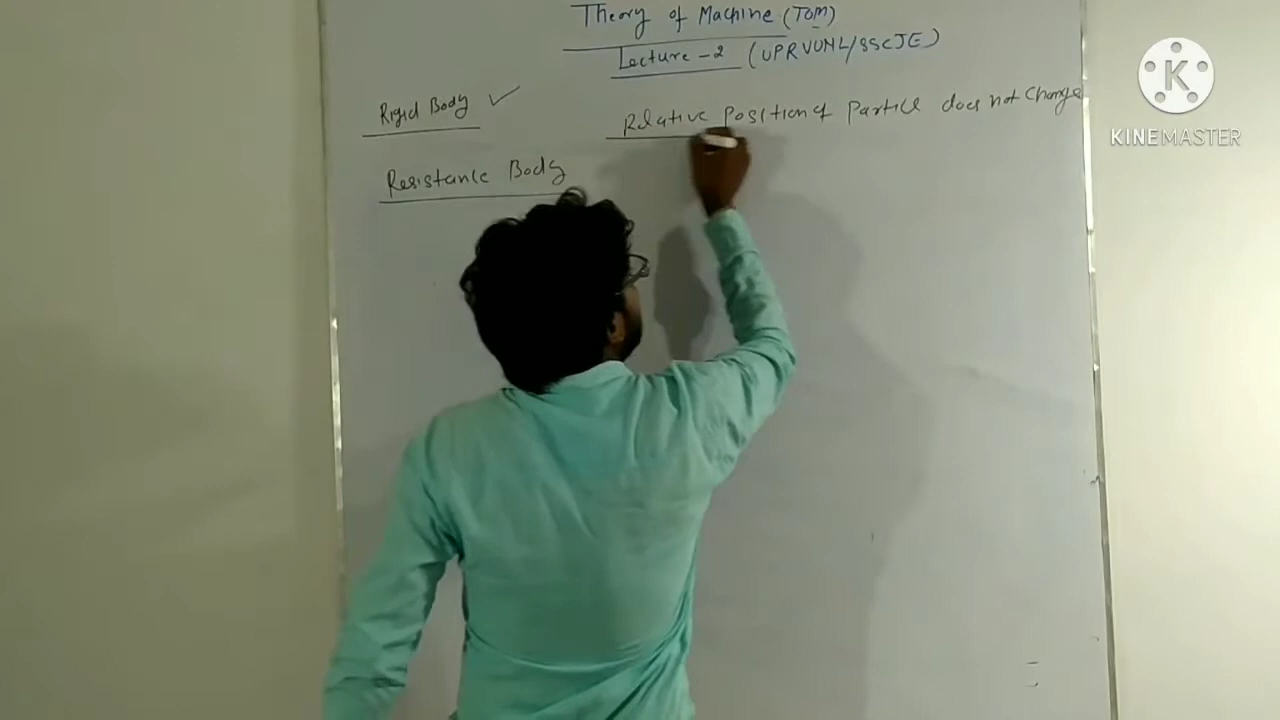 Theory of Machine (TOM)
Lecture - 2 (UPRVUNL/SSCJE)
Rigid Body ✓
Relative Position of Particle does not change
Resistance Body
K
KINEMASTER